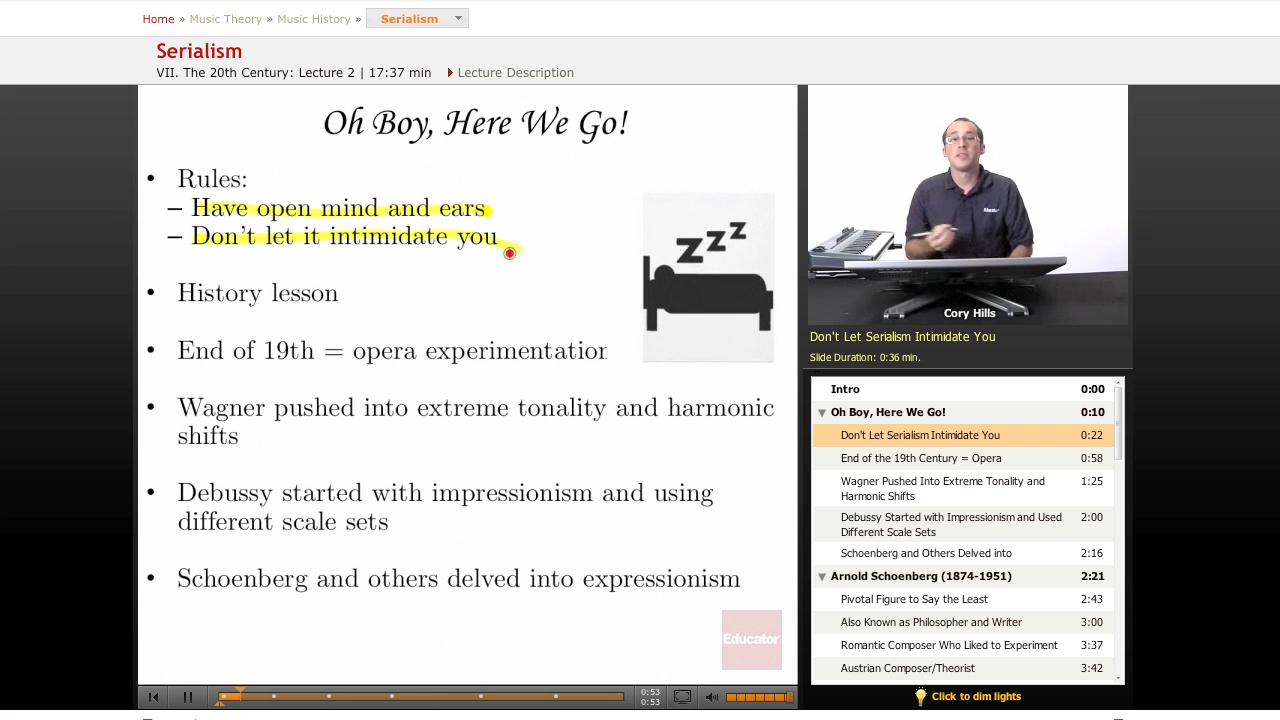 Home » Music Theory » Music History » Serialism
Serialism
VII. The 20th Century: Lecture 2 | 17:37 min Lecture Description
Oh Boy, Here We Go!
• Rules:
– Have open mind and ears
– Don't let it intimidate you
• History lesson
• End of 19th = opera experimentation
• Wagner pushed into extreme tonality and harmonic
shifts
• Debussy started with impressionism and using
different scale sets
• Schoenberg and others delved into expressionism
zzz
Educator
0:53
0:53
Cory Hills
Don't Let Serialism Intimidate You
Slide Duration: 0:36 min.
Intro 0:00
Oh Boy, Here We Go! 0:10
Don't Let Serialism Intimidate You 0:22
End of the 19th Century = Opera 0:58
Wagner Pushed Into Extreme Tonality and 1:25
Harmonic Shifts
Debussy Started with Impressionism and Used 2:00
Different Scale Sets
Schoenberg and Others Delved into 2:16
Arnold Schoenberg (1874-1951) 2:21
Pivotal Figure to Say the Least 2:43
Also Known as Philosopher and Writer 3:00
Romantic Composer Who Liked to Experiment 3:37
Austrian Composer/Theorist 3:42
Click to dim lights